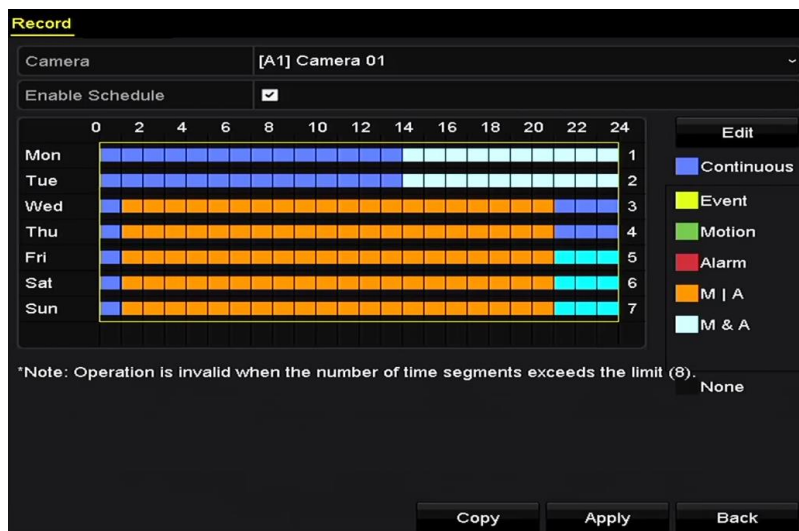 Record
Camera [A1] Camera 01
Enable Schedule
0 2 4 6 8 10 12 14 16 18 20 22 24
Edit
Mon 1
Continuous
Tue 2
Wed 3
Event
Thu 4
Motion
Fri 5
Alarm
Sat 6
M | A
Sun 7
M & A
*Note: Operation is invalid when the number of time segments exceeds the limit (8).
None
Copy Apply Back